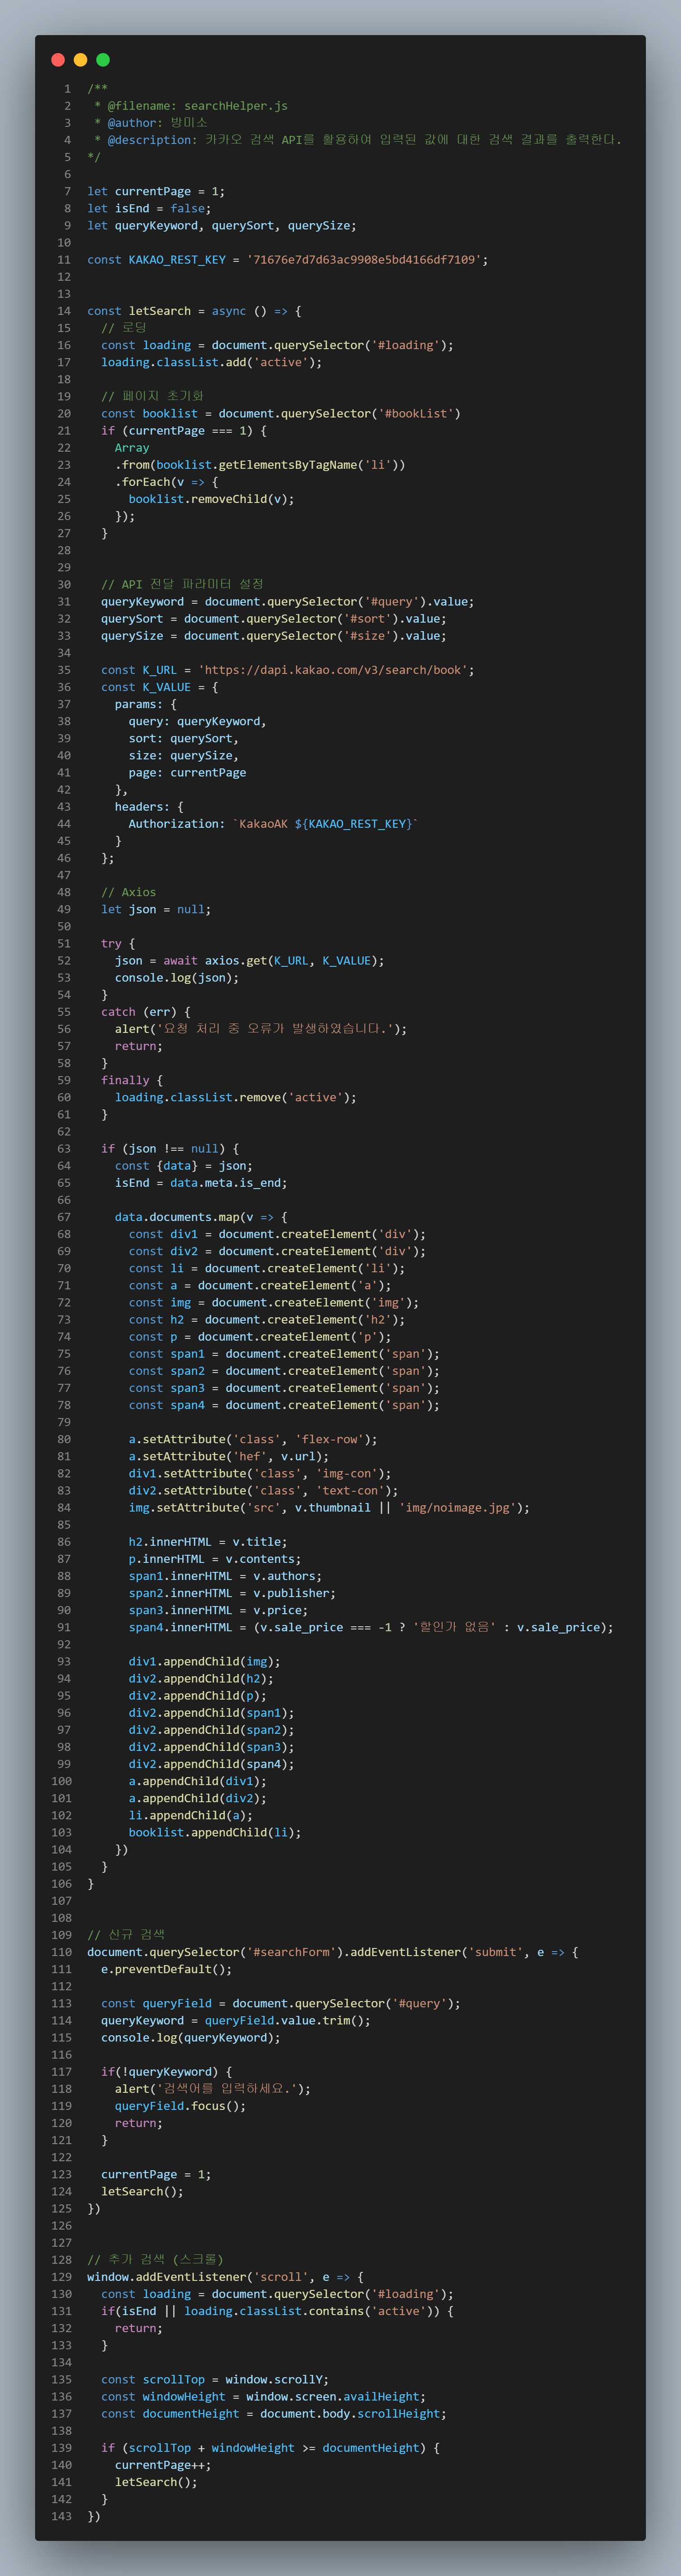 1 /**
2  * @filename: searchHelper.js
3  * @author: 방미소
4  * @description: 카카오 검색 API를 활용하여 입력된 값에 대한 검색 결과를 출력한다.
5 */
6
7 let currentPage = 1;
8 let isEnd = false;
9 let queryKeyword, querySort, querySize;
10
11 const KAKAO_REST_KEY = '71676e7d7d63ac9908e5bd4166df7109';
12
13
14 const letSearch = async () => {
15   // 로딩
16   const loading = document.querySelector('#loading');
17   loading.classList.add('active');
18
19   // 페이지 초기화
20   const booklist = document.querySelector('#bookList')
21   if (currentPage === 1) {
22     Array
23     .from(booklist.getElementsByTagName('li'))
24     .forEach(v => {
25       booklist.removeChild(v);
26     });
27   }
28
29
30   // API 전달 파라미터 설정
31   queryKeyword = document.querySelector('#query').value;
32   querySort = document.querySelector('#sort').value;
33   querySize = document.querySelector('#size').value;
34
35   const K_URL = 'https://dapi.kakao.com/v3/search/book';
36   const K_VALUE = {
37     params: {
38       query: queryKeyword,
39       sort: querySort,
40       size: querySize,
41       page: currentPage
42     },
43     headers: {
44       Authorization: `KakaoAK ${KAKAO_REST_KEY}`
45     }
46   };
47
48   // Axios
49   let json = null;
50
51   try {
52     json = await axios.get(K_URL, K_VALUE);
53     console.log(json);
54   }
55   catch (err) {
56     alert('요청 처리 중 오류가 발생하였습니다.');
57     return;
58   }
59   finally {
60     loading.classList.remove('active');
61   }
62
63   if (json !== null) {
64     const {data} = json;
65     isEnd = data.meta.is_end;
66
67     data.documents.map(v => {
68       const div1 = document.createElement('div');
69       const div2 = document.createElement('div');
70       const li = document.createElement('li');
71       const a = document.createElement('a');
72       const img = document.createElement('img');
73       const h2 = document.createElement('h2');
74       const p = document.createElement('p');
75       const span1 = document.createElement('span');
76       const span2 = document.createElement('span');
77       const span3 = document.createElement('span');
78       const span4 = document.createElement('span');
79
80       a.setAttribute('class', 'flex-row');
81       a.setAttribute('hef', v.url);
82       div1.setAttribute('class', 'img-con');
83       div2.setAttribute('class', 'text-con');
84       img.setAttribute('src', v.thumbnail || 'img/noimage.jpg');
85
86       h2.innerHTML = v.title;
87       p.innerHTML = v.contents;
88       span1.innerHTML = v.authors;
89       span2.innerHTML = v.publisher;
90       span3.innerHTML = v.price;
91       span4.innerHTML = (v.sale_price === -1 ? '할인가 없음' : v.sale_price);
92
93       div1.appendChild(img);
94       div2.appendChild(h2);
95       div2.appendChild(p);
96       div2.appendChild(span1);
97       div2.appendChild(span2);
98       div2.appendChild(span3);
99       div2.appendChild(span4);
100       a.appendChild(div1);
101       a.appendChild(div2);
102       li.appendChild(a);
103       booklist.appendChild(li);
104     })
105   }
106 }
107
108
109 // 신규 검색
110 document.querySelector('#searchForm').addEventListener('submit', e => {
111   e.preventDefault();
112
113   const queryField = document.querySelector('#query');
114   queryKeyword = queryField.value.trim();
115   console.log(queryKeyword);
116
117   if(!queryKeyword) {
118     alert('검색어를 입력하세요.');
119     queryField.focus();
120     return;
121   }
122
123   currentPage = 1;
124   letSearch();
125 })
126
127
128 // 추가 검색 (스크롤)
129 window.addEventListener('scroll', e => {
130   const loading = document.querySelector('#loading');
131   if(isEnd || loading.classList.contains('active')) {
132     return;
133   }
134
135   const scrollTop = window.scrollY;
136   const windowHeight = window.screen.availHeight;
137   const documentHeight = document.body.scrollHeight;
138
139   if (scrollTop + windowHeight >= documentHeight) {
140     currentPage++;
141     letSearch();
142   }
143 })